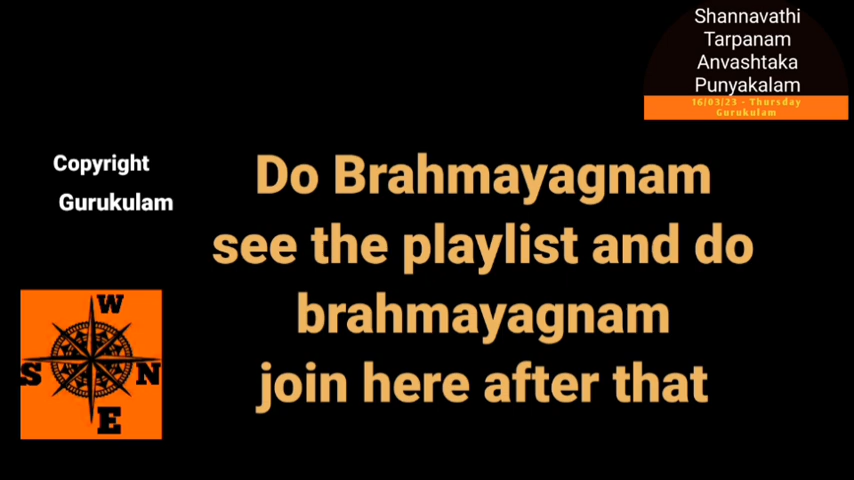 Shannavathi
Tarpanam
Anvashtaka
Punyakalam
16/03/23 - Thursday
Gurukulam
Copyright
Gurukulam
Do Brahmayagnam
see the playlist and do
brahmayagnam
join here after that
W
S N
E